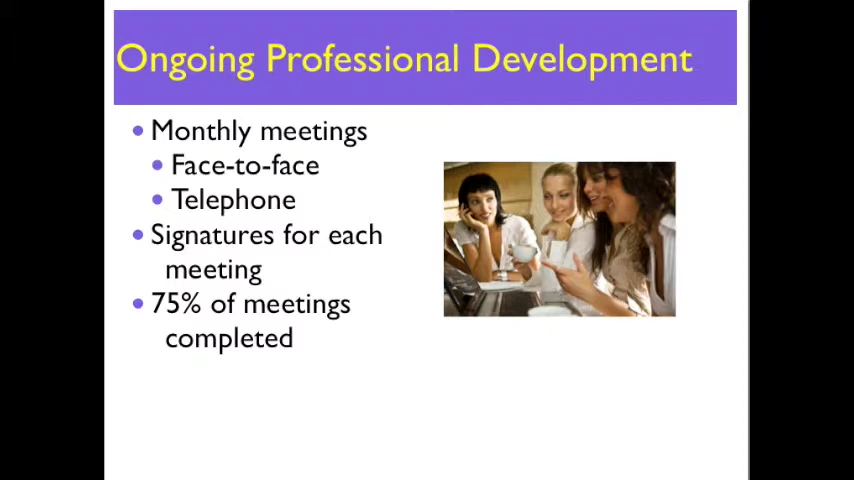 Ongoing Professional Development
• Monthly meetings
• Face-to-face
• Telephone
• Signatures for each
meeting
• 75% of meetings
completed